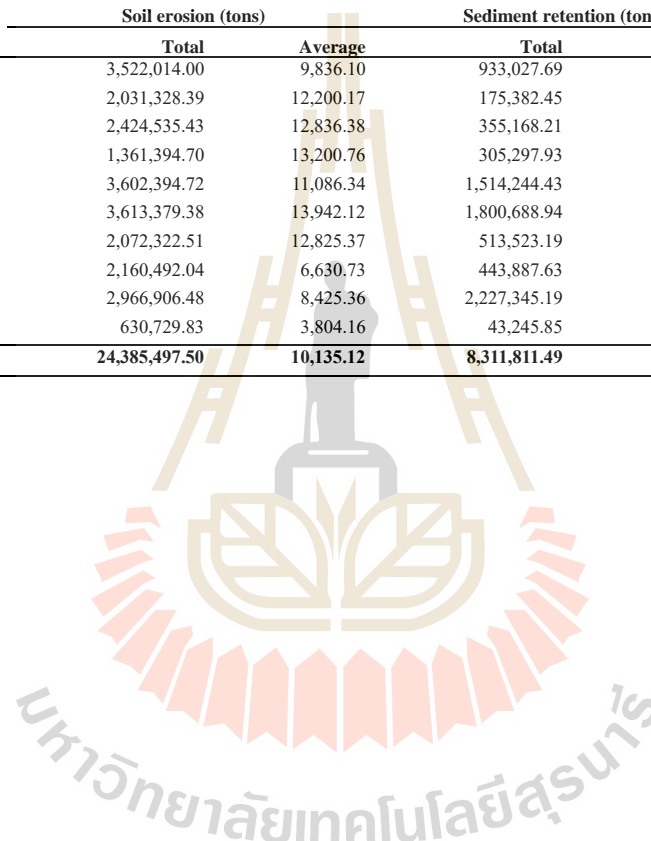 Soil erosion (tons) Sediment retention (ton
Total Average Total
3,522,014.00 9,836.10 933,027.69
2,031,328.39 12,200.17 175,382.45
2,424,535.43 12,836.38 355,168.21
1,361,394.70 13,200.76 305,297.93
3,602,394.72 11,086.34 1,514,244.43
3,613,379.38 13,942.12 1,800,688.94
2,072,322.51 12,825.37 513,523.19
2,160,492.04 6,630.73 443,887.63
2,966,906.48 8,425.36 2,227,345.19
630,729.83 3,804.16 43,245.85
24,385,497.50 10,135.12 8,311,811.49
มหาวิทยาลัยเทคโนโลยีสุรนารี